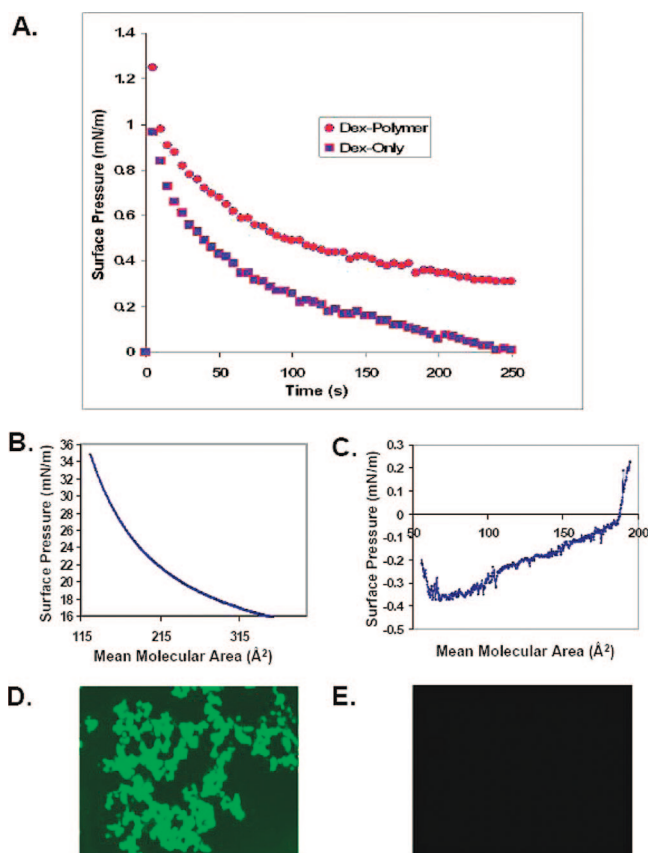 A.
1.4
1.2
1
0.8
0.6
0.4
0.2
0
Surface Pressure (mN/m)
Dex-Polymer
Dex-Only
0 50 100 150 200 250
Time (s)
B.
36
34
32
30
28
26
24
22
20
18
16
Surface Pressure (mN/m)
115 215 315
Mean Molecular Area (Å²)
C.
0.3
0.2
0.1
0
-0.1
-0.2
-0.3
-0.4
-0.5
Surface Pressure (mN/m)
50 100 150 200
Mean Molecular Area (Å²)
D.
E.